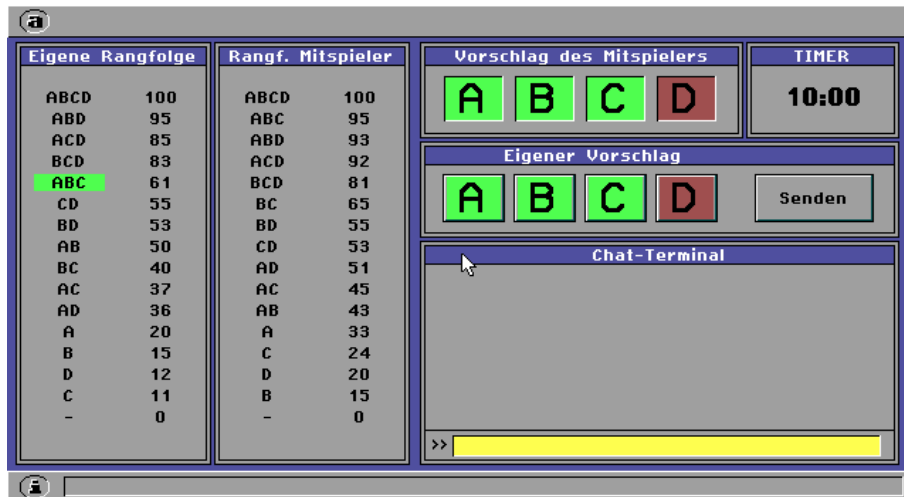 a
Eigene Rangfolge
ABCD 100
ABD 95
ACD 85
BCD 83
ABC 61
CD 55
BD 53
AB 50
BC 40
AC 37
AD 36
A 20
B 15
D 12
C 11
- 0
Rangf. Mitspieler
ABCD 100
ABC 95
ABD 93
ACD 92
BCD 81
BC 65
BD 55
CD 53
AD 51
AC 45
AB 43
A 33
C 24
D 20
B 15
- 0
Vorschlag des Mitspielers
A B C D
TIMER
10:00
Eigener Vorschlag
A B C D
Senden
Chat-Terminal
>>
i